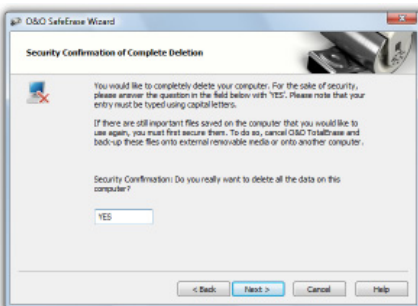 O&O SafeErase Wizard
Security Confirmation of Complete Deletion
You would like to completely delete your computer. For the sake of security,
please answer the question in the field below with 'YES'. Please note that your
entry must be typed using capital letters.
If there are still important files saved on the computer that you would like to
use again, you must first secure them. To do so, cancel O&O TotalErase and
back-up these files onto external removable media or onto another computer.
Security Confirmation: Do you really want to delete all the data on this
computer?
YES
< Back Next > Cancel Help